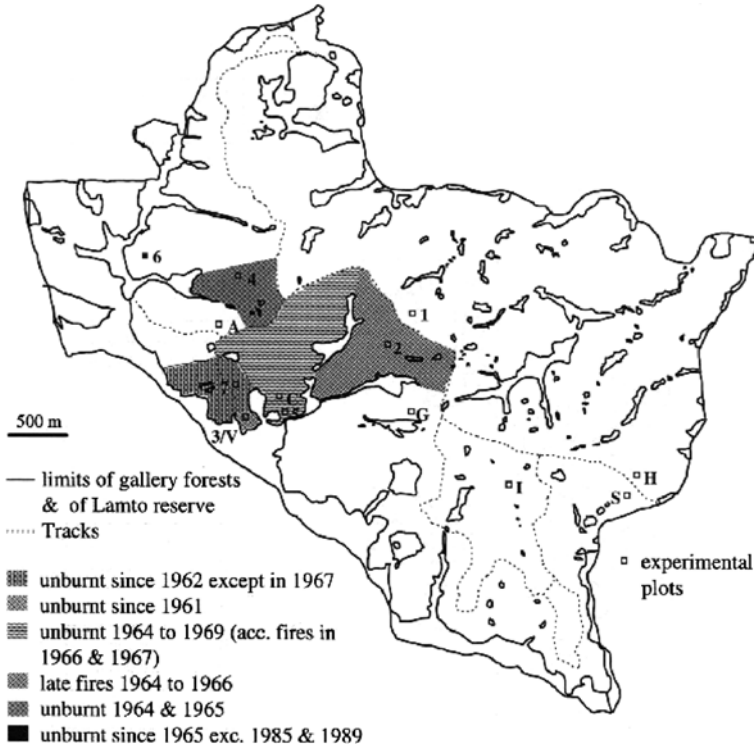 6
4
A
1
2
7
C
3/V
G
500 m
H
I
S
limits of gallery forests
& of Lamto reserve
Tracks
experimental
plots
unburnt since 1962 except in 1967
unburnt since 1961
unburnt 1964 to 1969 (acc. fires in
1966 & 1967)
late fires 1964 to 1966
unburnt 1964 & 1965
unburnt since 1965 exc. 1985 & 1989